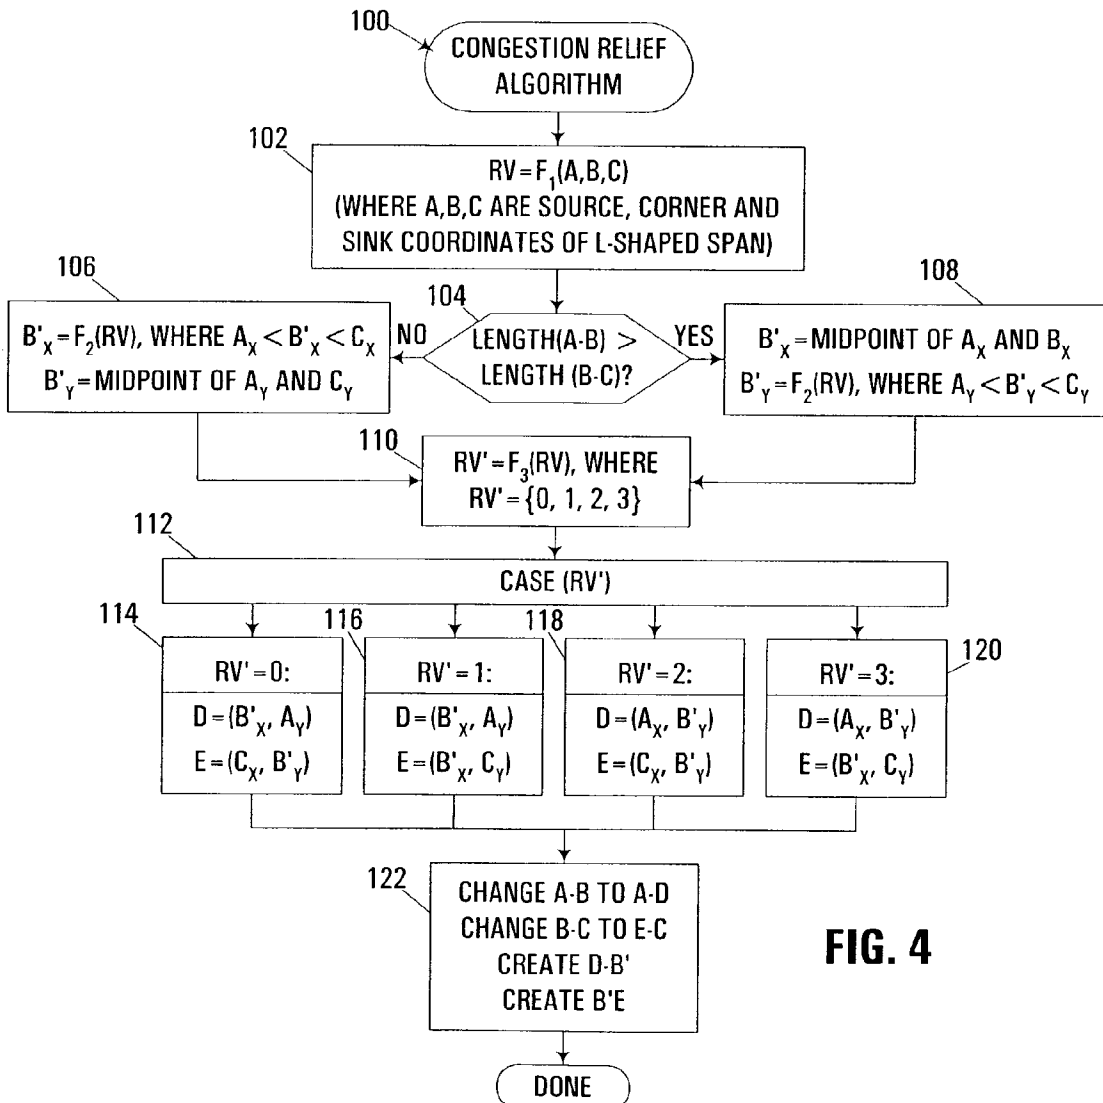 100
CONGESTION RELIEF
ALGORITHM
102
RV=F₁(A,B,C)
(WHERE A,B,C ARE SOURCE, CORNER AND
SINK COORDINATES OF L-SHAPED SPAN)
104
LENGTH(A-B) >
LENGTH (B-C)?
NO
YES
106
B'ₓ=F₂(RV), WHERE Aₓ<B'ₓ<Cₓ
B'Y=MIDPOINT OF AY AND CY
108
B'ₓ=MIDPOINT OF Aₓ AND Bₓ
B'Y=F₂(RV), WHERE AY<B'Y<CY
110
RV'=F₃(RV), WHERE
RV'={0, 1, 2, 3}
112
CASE (RV')
114
RV'=0:
D=(B'ₓ, AY)
E=(Cₓ, B'Y)
116
RV'=1:
D=(B'ₓ, AY)
E=(B'ₓ, CY)
118
RV'=2:
D=(Aₓ, B'Y)
E=(Cₓ, B'Y)
120
RV'=3:
D=(Aₓ, B'Y)
E=(B'ₓ, CY)
122
CHANGE A-B TO A-D
CHANGE B-C TO E-C
CREATE D-B'
CREATE B'E
DONE
FIG. 4